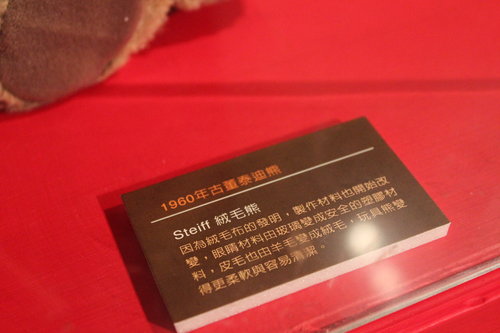 1960年古董泰迪熊
Steiff 絨毛熊
因為絨毛布的發明，製作材料也開始改
變，眼睛材料由玻璃變成安全的塑膠材
料，皮毛也由羊毛變成絨毛，玩具熊變
得更柔軟與容易清潔。